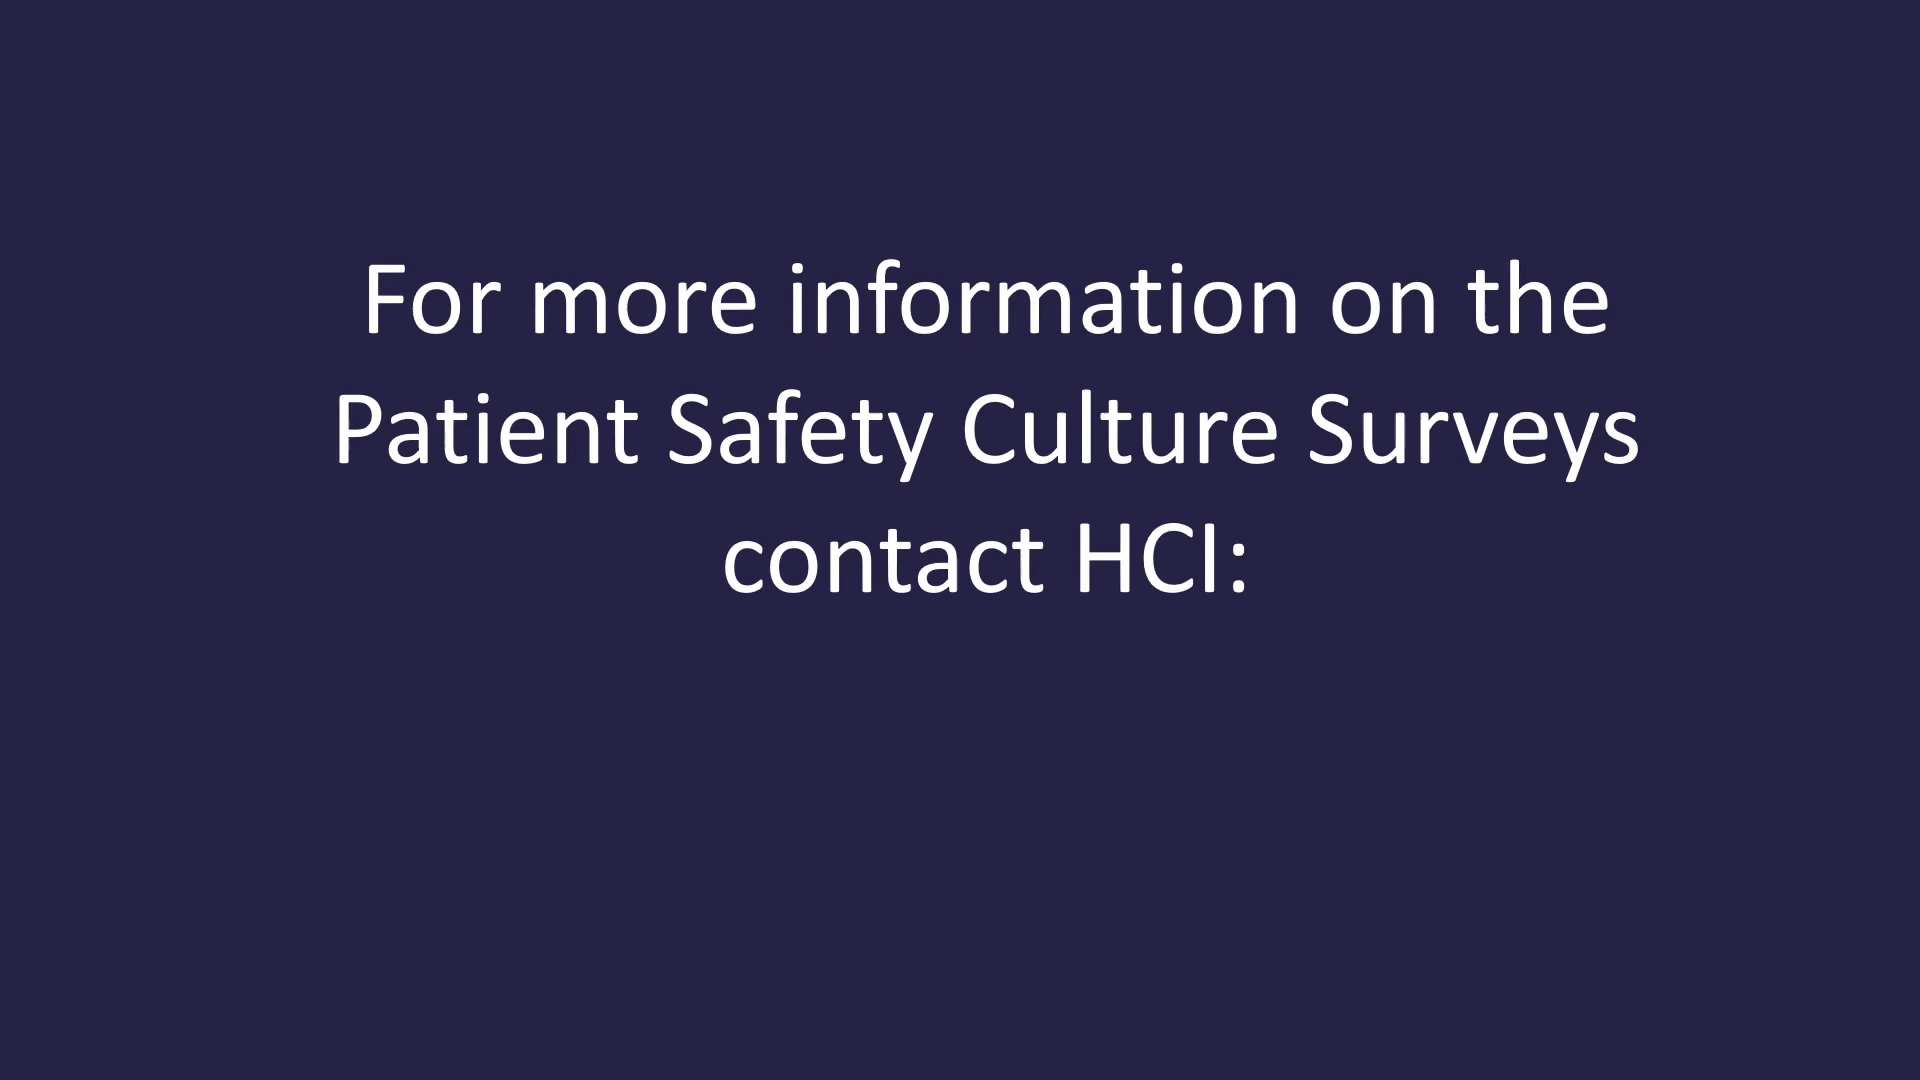 For more information on the
Patient Safety Culture Surveys
contact HCI: